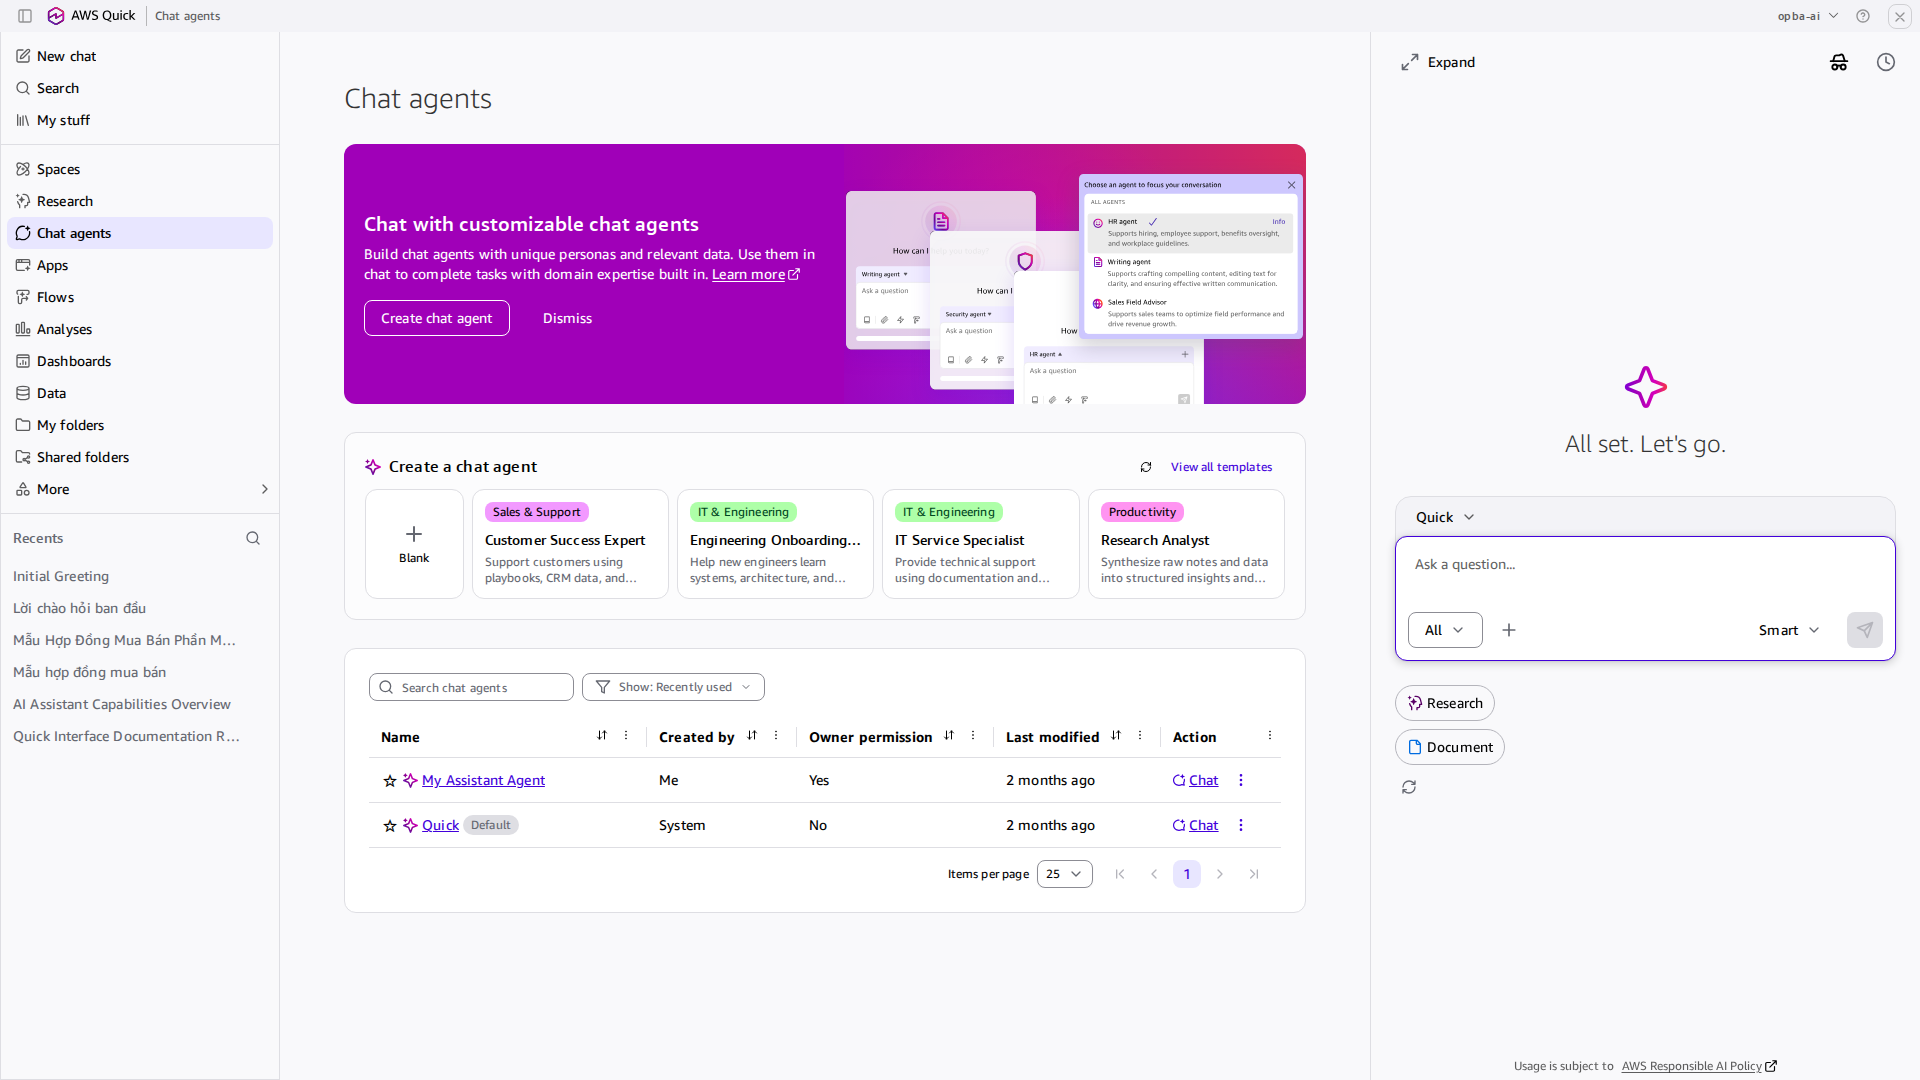 AWS Quick
Chat agents
opba-ai
New chat
Search
My stuff
Spaces
Research
Chat agents
Apps
Flows
Analyses
Dashboards
Data
My folders
Shared folders
More
Recents
Initial Greeting
Lời chào hỏi ban đầu
Mẫu Hợp Đồng Mua Bán Phần M...
Mẫu hợp đồng mua bán
AI Assistant Capabilities Overview
Quick Interface Documentation R...
Chat agents
Chat with customizable chat agents
Build chat agents with unique personas and relevant data. Use them in
chat to complete tasks with domain expertise built in. Learn more
Create chat agent
Dismiss
How can I
Writing agent
Ask a question
How can I
Security agent
Ask a question
How
HR agent
Ask a question
Choose an agent to focus your conversation
ALL AGENTS
HR agent
Info
Supports hiring, employee support, benefits oversight,
and workplace guidelines.
Writing agent
Supports crafting compelling content, editing text for
clarity, and ensuring effective written communication.
Sales Field Advisor
Supports sales teams to optimize field performance and
drive revenue growth.
Create a chat agent
View all templates
Blank
Sales & Support
Customer Success Expert
Support customers using
playbooks, CRM data, and...
IT & Engineering
Engineering Onboarding...
Help new engineers learn
systems, architecture, and...
IT & Engineering
IT Service Specialist
Provide technical support
using documentation and...
Productivity
Research Analyst
Synthesize raw notes and data
into structured insights and...
Search chat agents
Show: Recently used
Name Created by Owner permission Last modified Action
My Assistant Agent Me Yes 2 months ago Chat
Quick Default System No 2 months ago Chat
Items per page 25 1
Expand
All set. Let's go.
Quick
Ask a question...
All
Smart
Research
Document
Usage is subject to AWS Responsible AI Policy